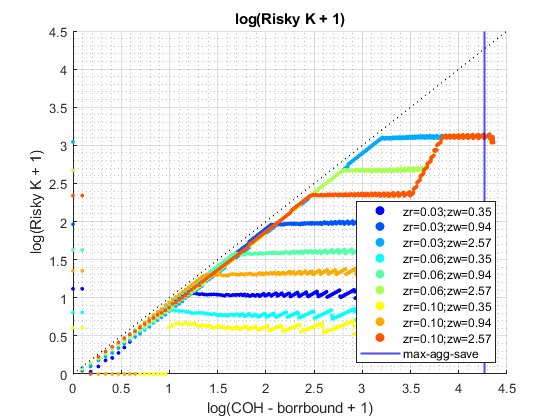 log(Risky K + 1)
4.5
4
3.5
3
2.5
2
1.5
1
0.5
0
log(Risky K + 1)
0 0.5 1 1.5 2 2.5 3 3.5 4 4.5
log(COH - borrbound + 1)
zr=0.03;zw=0.35
zr=0.03;zw=0.94
zr=0.03;zw=2.57
zr=0.06;zw=0.35
zr=0.06;zw=0.94
zr=0.06;zw=2.57
zr=0.10;zw=0.35
zr=0.10;zw=0.94
zr=0.10;zw=2.57
max-agg-save